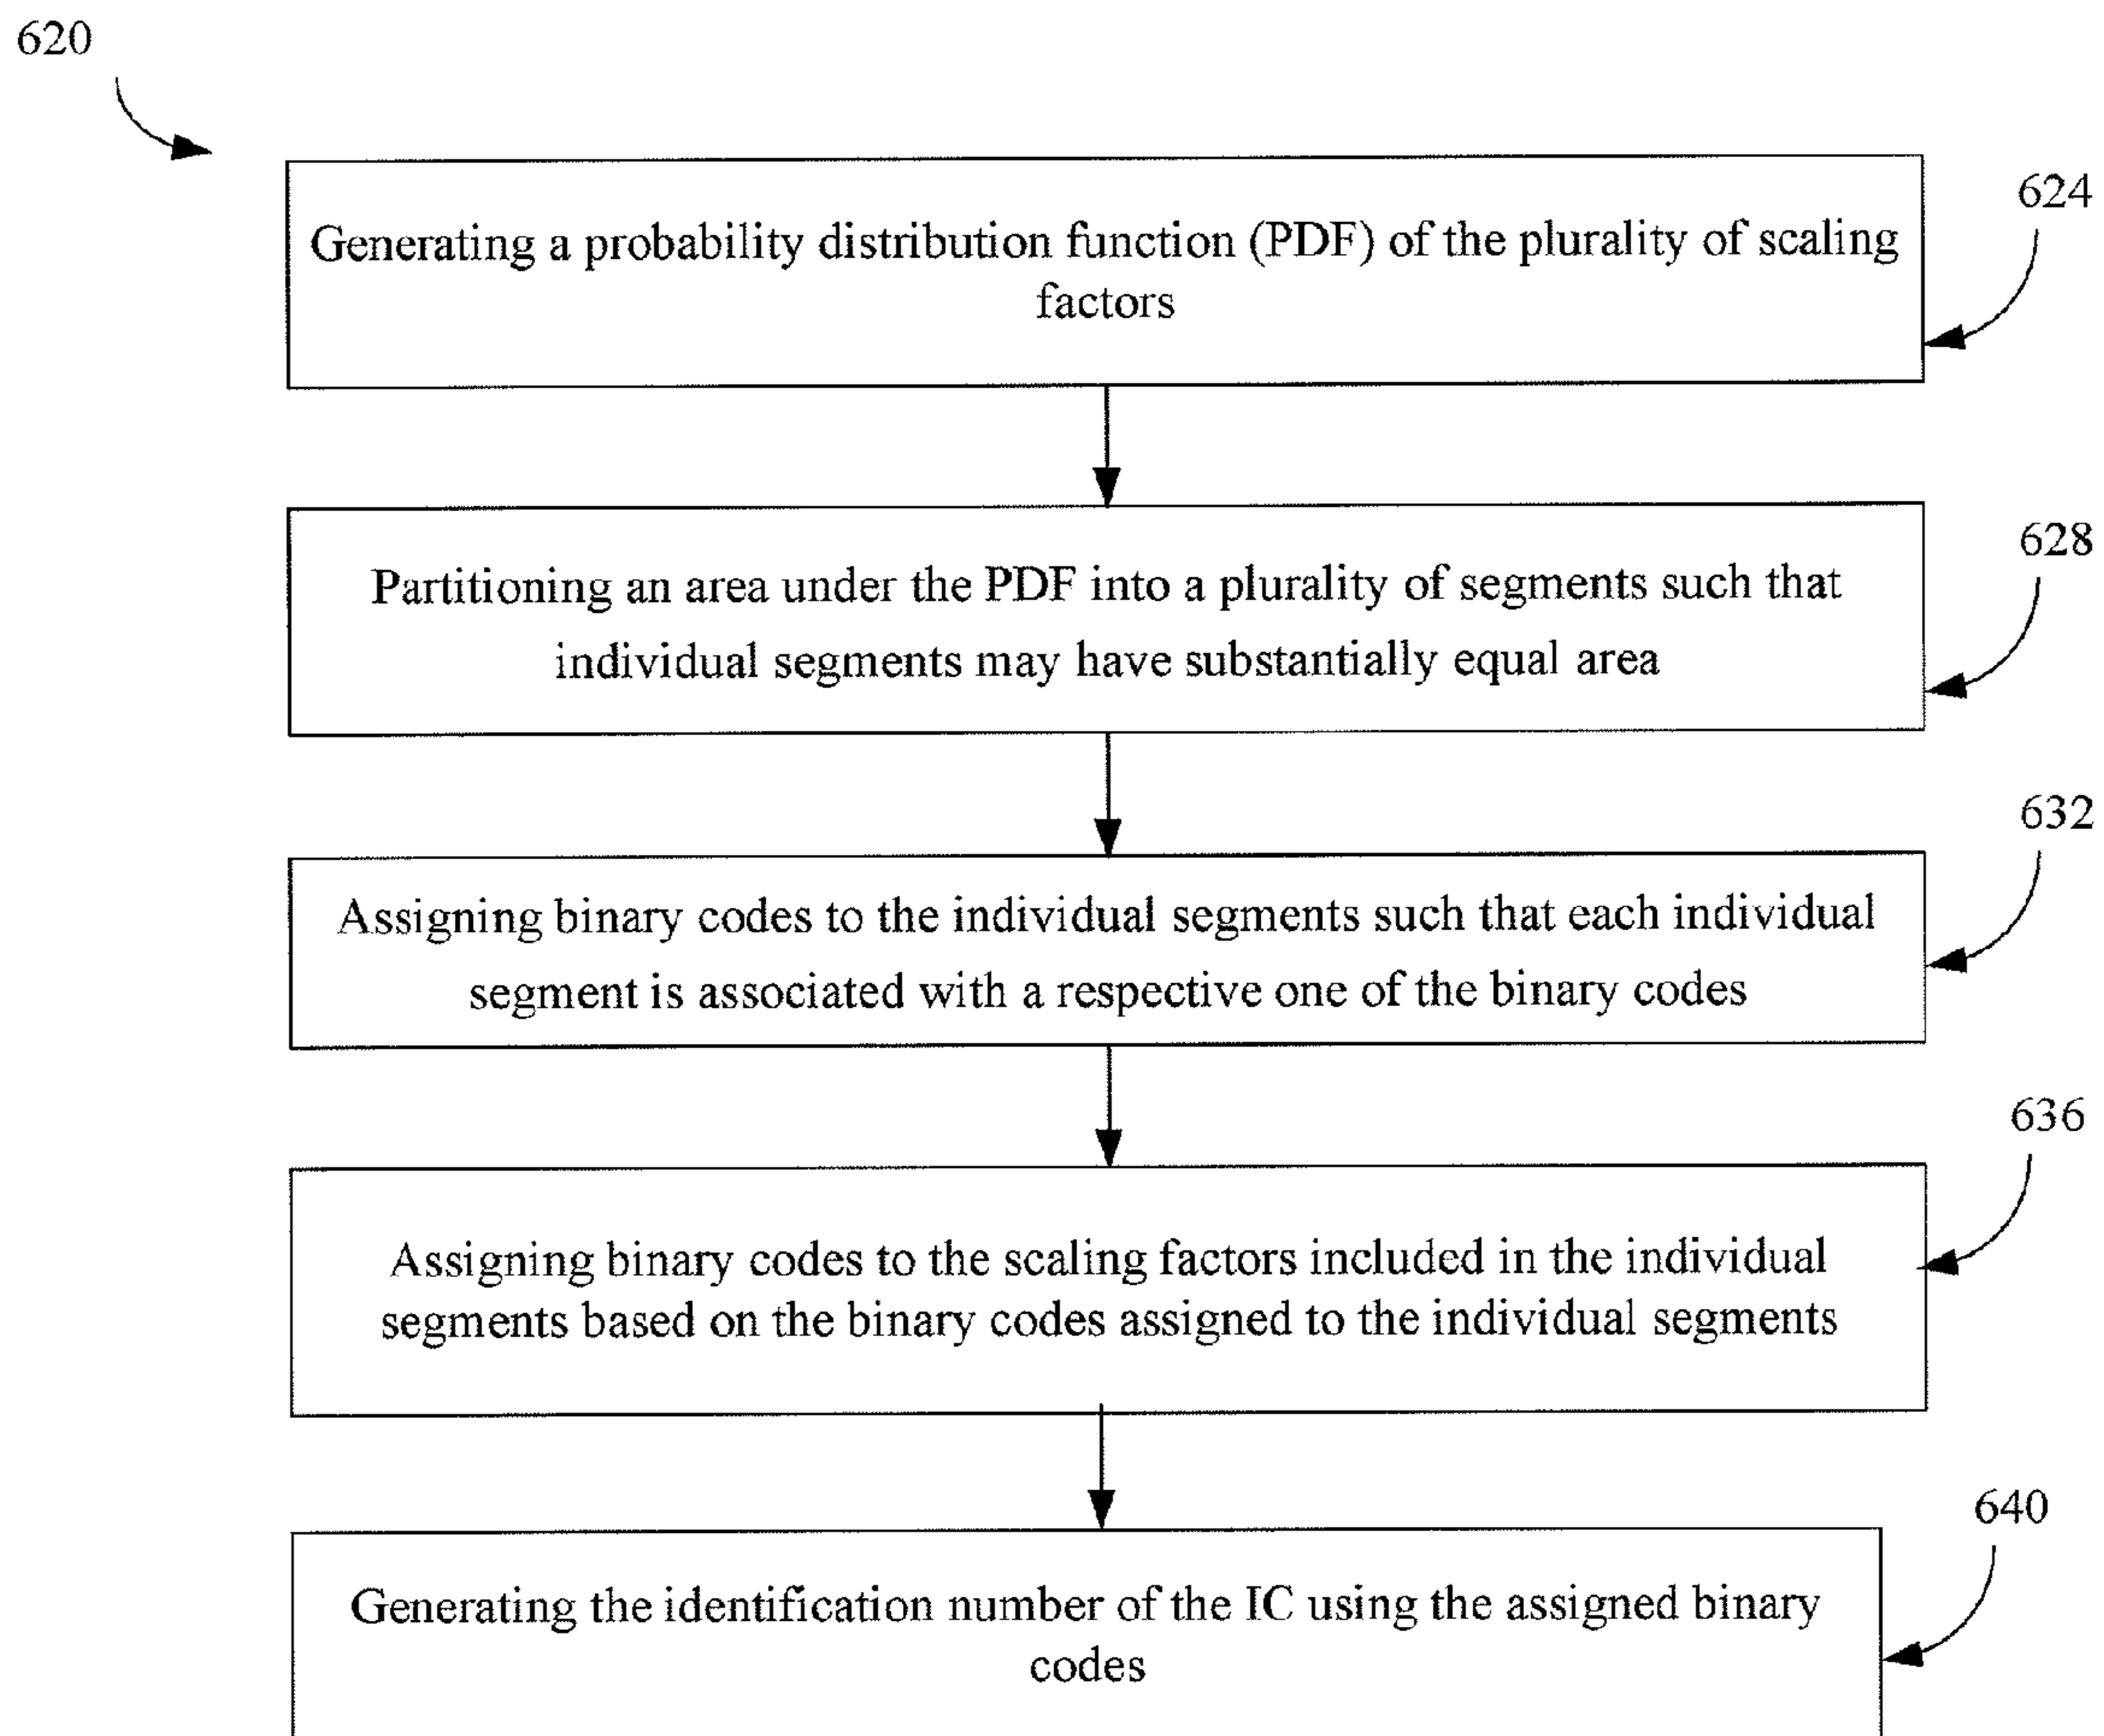 620
624
Generating a probability distribution function (PDF) of the plurality of scaling
factors
628
Partitioning an area under the PDF into a plurality of segments such that
individual segments may have substantially equal area
632
Assigning binary codes to the individual segments such that each individual
segment is associated with a respective one of the binary codes
636
Assigning binary codes to the scaling factors included in the individual
segments based on the binary codes assigned to the individual segments
640
Generating the identification number of the IC using the assigned binary
codes